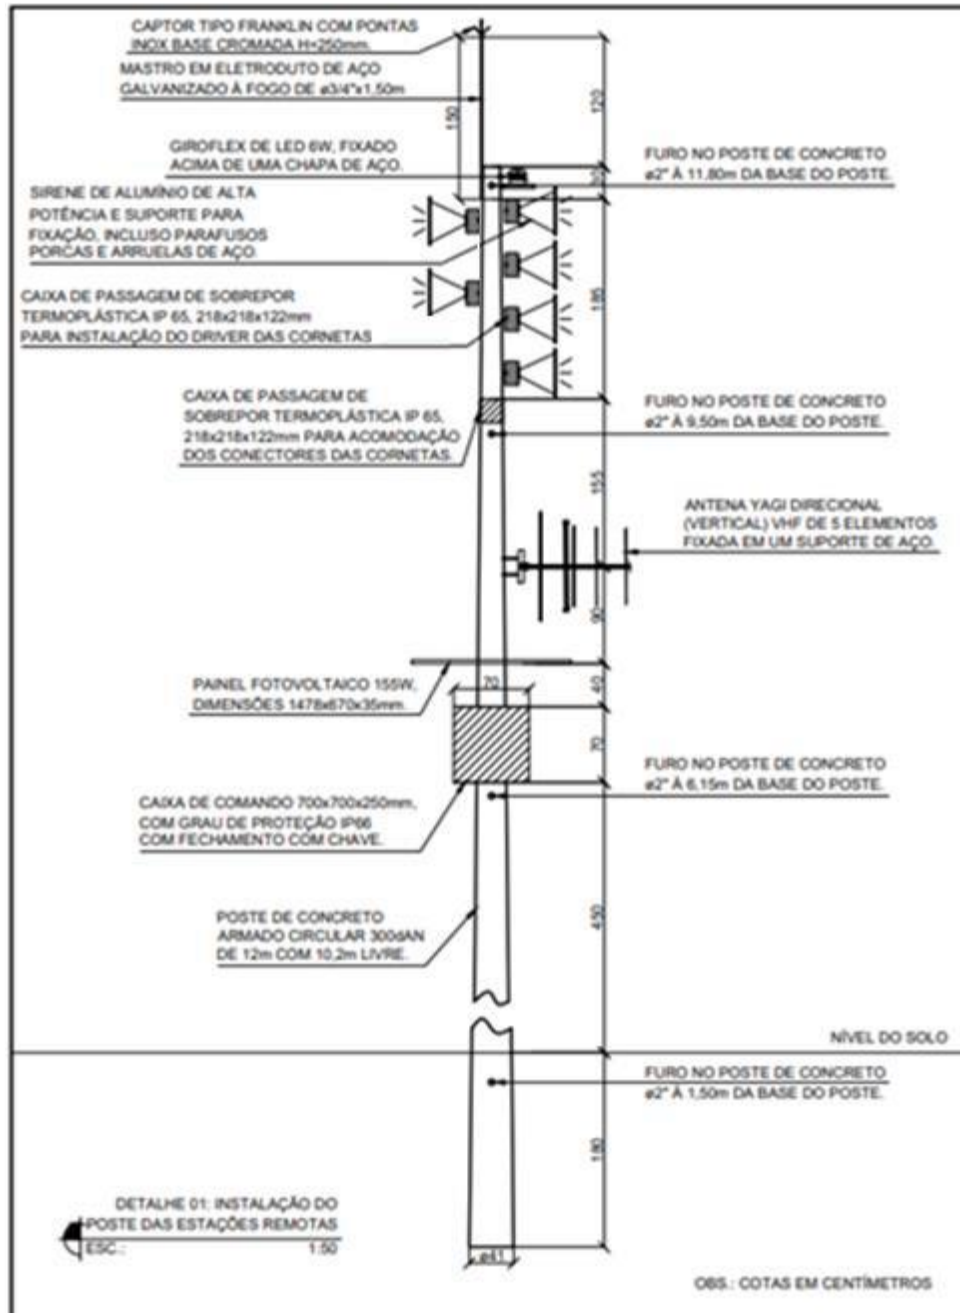 CAPTOR TIPO FRANKLIN COM PONTAS
INOX BASE CROMADA H=250mm.
MASTRO EM ELETRODUTO DE AÇO
GALVANIZADO À FOGO DE ø3/4"x1.50m
150
120
GIROFLEX DE LED 6W, FIXADO
ACIMA DE UMA CHAPA DE AÇO.
FURO NO POSTE DE CONCRETO
ø2" À 11,80m DA BASE DO POSTE.
20
SIRENE DE ALUMÍNIO DE ALTA
POTÊNCIA E SUPORTE PARA
FIXAÇÃO, INCLUSO PARAFUSOS
PORCAS E ARRUELAS DE AÇO.
CAIXA DE PASSAGEM DE SOBREPOR
TERMOPLÁSTICA IP 65, 218x218x122mm
PARA INSTALAÇÃO DO DRIVER DAS CORNETAS
185
CAIXA DE PASSAGEM DE
SOBREPOR TERMOPLÁSTICA IP 65,
218x218x122mm PARA ACOMODAÇÃO
DOS CONECTORES DAS CORNETAS.
FURO NO POSTE DE CONCRETO
ø2" À 9,50m DA BASE DO POSTE.
155
ANTENA YAGI DIRECIONAL
(VERTICAL) VHF DE 5 ELEMENTOS
FIXADA EM UM SUPORTE DE AÇO.
90
PAINEL FOTOVOLTAICO 155W,
DIMENSÕES 1478x670x35mm.
70
40
70
FURO NO POSTE DE CONCRETO
ø2" À 6,15m DA BASE DO POSTE.
CAIXA DE COMANDO 700x700x250mm,
COM GRAU DE PROTEÇÃO IP66
COM FECHAMENTO COM CHAVE.
POSTE DE CONCRETO
ARMADO CIRCULAR 300dAN
DE 12m COM 10,2m LIVRE.
450
NÍVEL DO SOLO
FURO NO POSTE DE CONCRETO
ø2" À 1,50m DA BASE DO POSTE.
180
DETALHE 01: INSTALAÇÃO DO
POSTE DAS ESTAÇÕES REMOTAS
ESC.: 1:50
ø41
OBS.: COTAS EM CENTÍMETROS